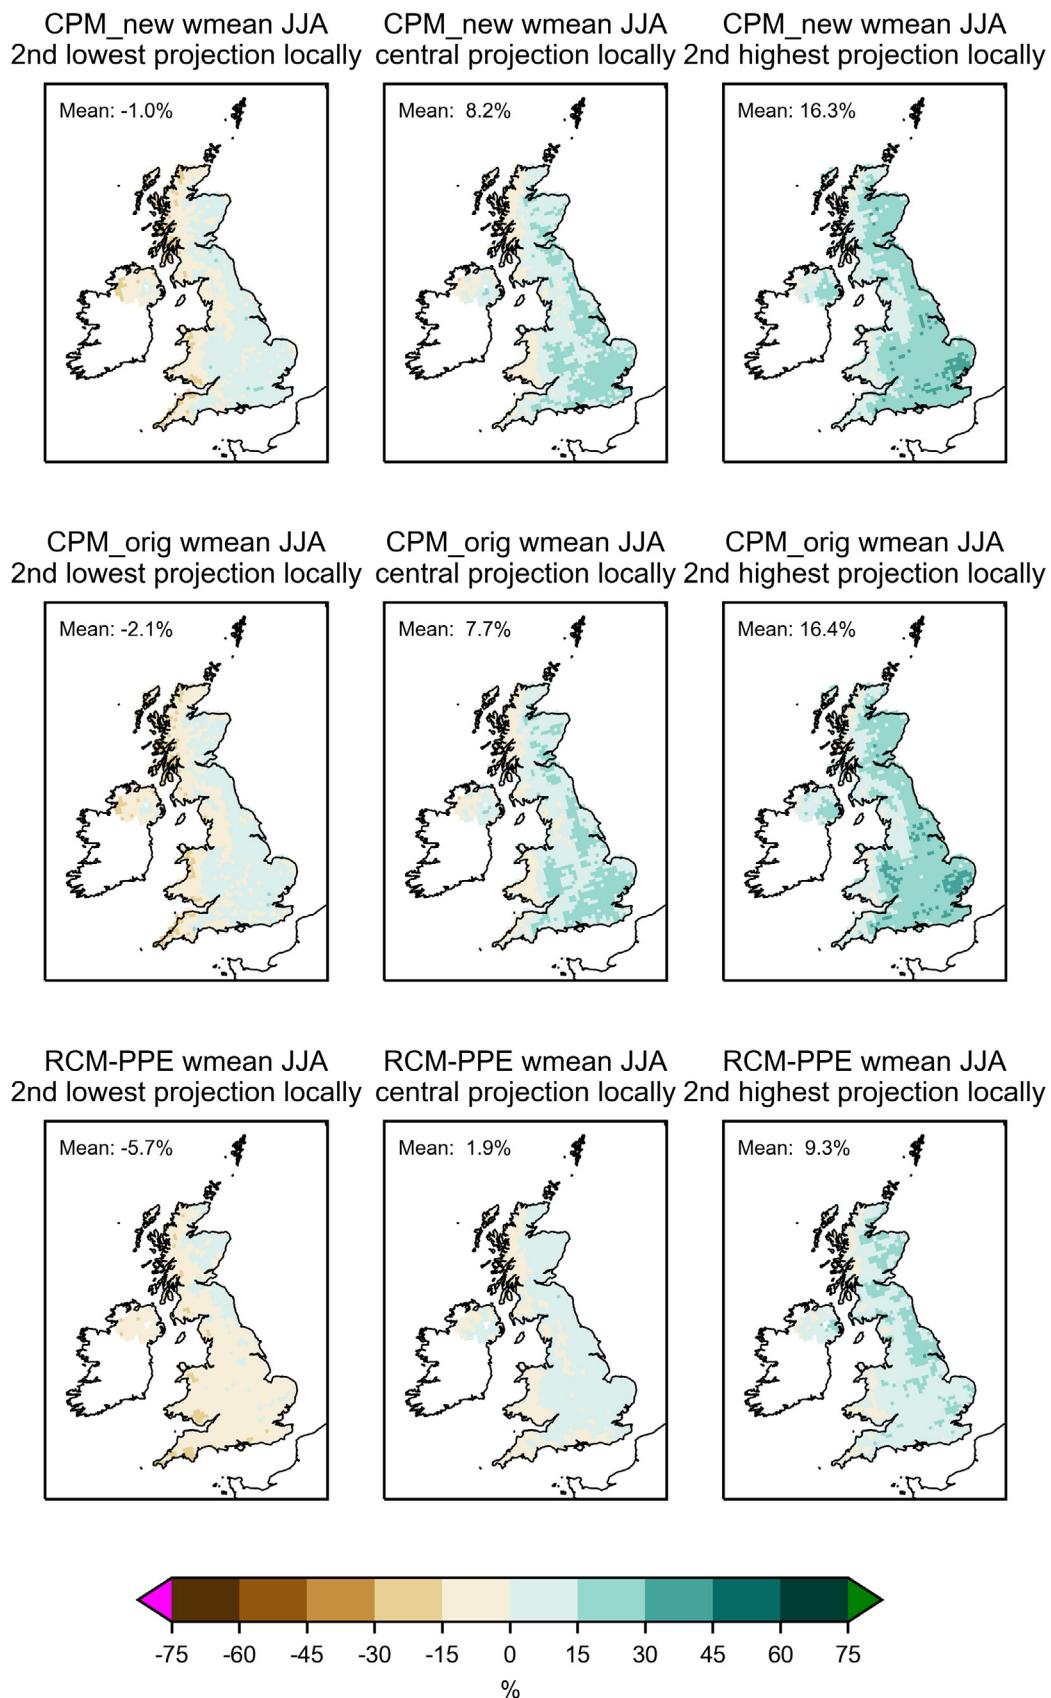 CPM_new wmean JJA
2nd lowest projection locally
CPM_new wmean JJA
central projection locally
CPM_new wmean JJA
2nd highest projection locally
Mean: -1.0%
Mean: 8.2%
Mean: 16.3%
CPM_orig wmean JJA
2nd lowest projection locally
CPM_orig wmean JJA
central projection locally
CPM_orig wmean JJA
2nd highest projection locally
Mean: -2.1%
Mean: 7.7%
Mean: 16.4%
RCM-PPE wmean JJA
2nd lowest projection locally
RCM-PPE wmean JJA
central projection locally
RCM-PPE wmean JJA
2nd highest projection locally
Mean: -5.7%
Mean: 1.9%
Mean: 9.3%
-75 -60 -45 -30 -15 0 15 30 45 60 75
%